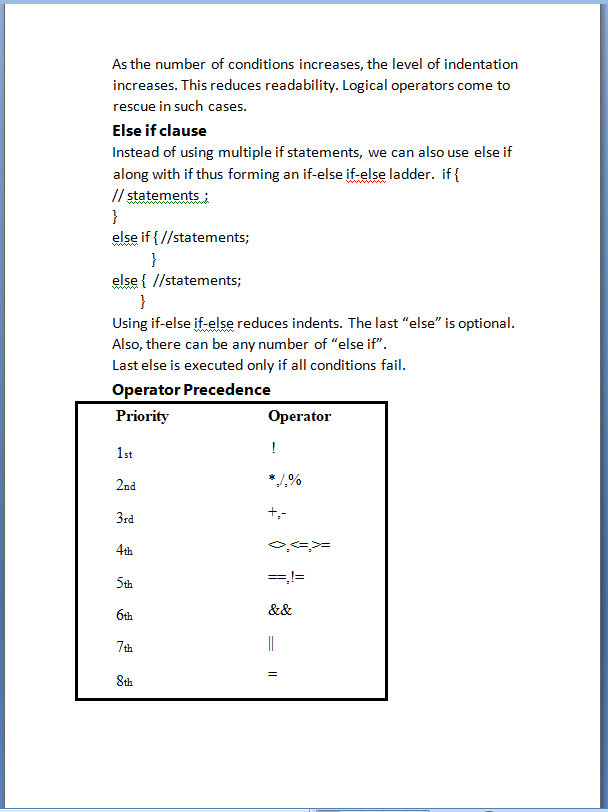 As the number of conditions increases, the level of indentation
increases. This reduces readability. Logical operators come to
rescue in such cases.
Else if clause
Instead of using multiple if statements, we can also use else if
along with if thus forming an if-else if-else ladder. if {
// statements ;
}
else if { //statements;
}
else { //statements;
}
Using if-else if-else reduces indents. The last “else” is optional.
Also, there can be any number of “else if”.
Last else is executed only if all conditions fail.
Operator Precedence
Priority Operator
1st !
2nd *,/,%
3rd +,-
4th <>,<=,>=
5th ==,!=
6th &&
7th ||
8th =